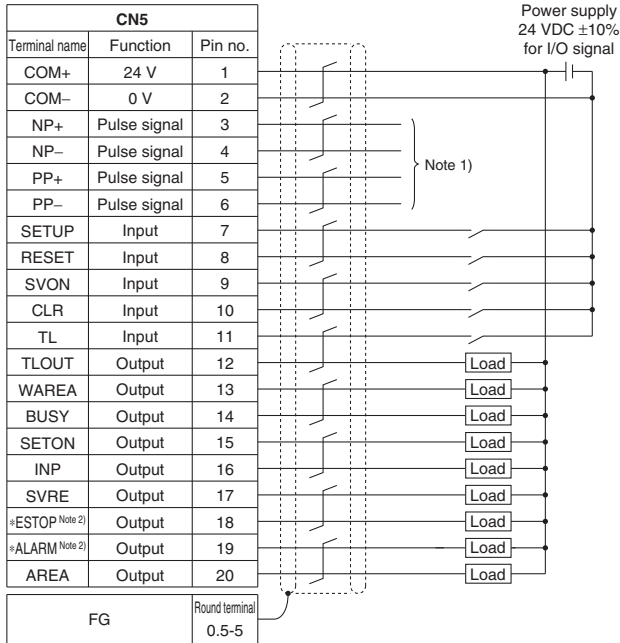 Power supply
24 VDC ±10%
for I/O signal
CN5
Terminal name Function Pin no.
COM+ 24 V 1
COM− 0 V 2
NP+ Pulse signal 3
NP− Pulse signal 4
PP+ Pulse signal 5
PP− Pulse signal 6
Note 1)
SETUP Input 7
RESET Input 8
SVON Input 9
CLR Input 10
TL Input 11
TLOUT Output 12 Load
WAREA Output 13 Load
BUSY Output 14 Load
SETON Output 15 Load
INP Output 16 Load
SVRE Output 17 Load
∗ESTOP Note 2) Output 18 Load
∗ALARM Note 2) Output 19 Load
AREA Output 20 Load
FG Round terminal
0.5-5